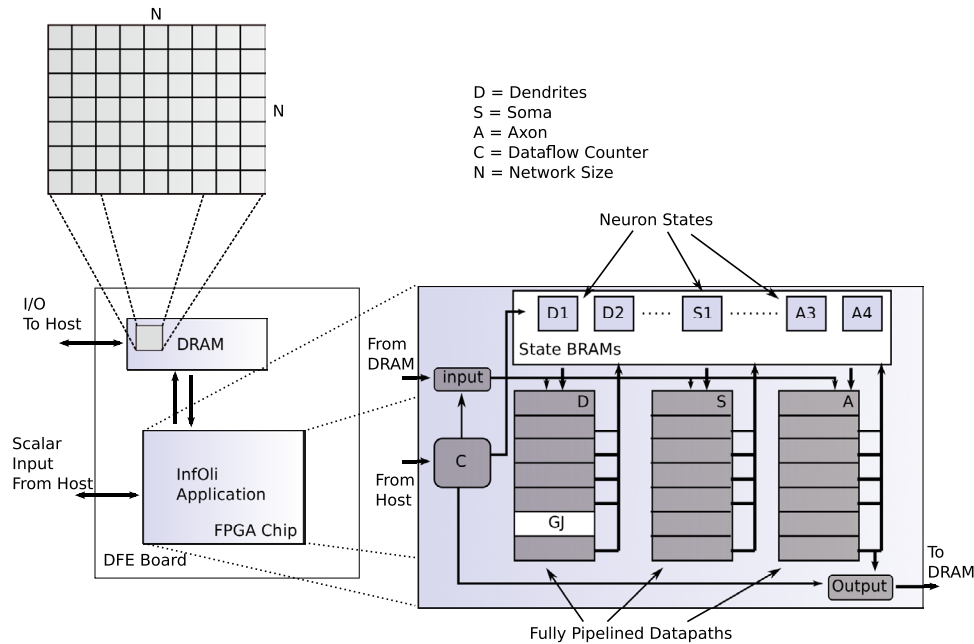 N
N
D = Dendrites
S = Soma
A = Axon
C = Dataflow Counter
N = Network Size
Neuron States
I/O
To Host
DRAM
D1
D2
S1
A3
A4
State BRAMs
From
DRAM
input
D
S
A
Scalar
Input
From Host
InfOli
Application
FPGA Chip
DFE Board
C
From
Host
GJ
Output
To
DRAM
Fully Pipelined Datapaths